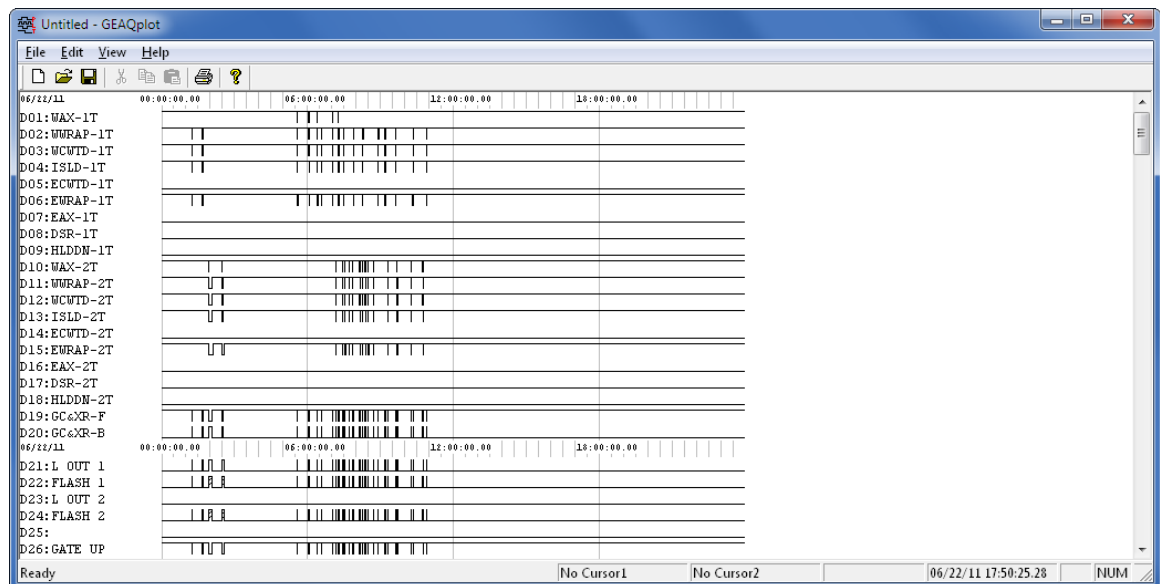 Untitled - GEAQplot
File Edit View Help
06/22/11 00:00:00.00 06:00:00.00 12:00:00.00 18:00:00.00
D01:WAX-1T
D02:WWRAP-1T
D03:WCWTD-1T
D04:ISLD-1T
D05:ECWTD-1T
D06:EWRAP-1T
D07:EAX-1T
D08:DSR-1T
D09:HLDDN-1T
D10:WAX-2T
D11:WWRAP-2T
D12:WCWTD-2T
D13:ISLD-2T
D14:ECWTD-2T
D15:EWRAP-2T
D16:EAX-2T
D17:DSR-2T
D18:HLDDN-2T
D19:GC&XR-F
D20:GC&XR-B
06/22/11 00:00:00.00 06:00:00.00 12:00:00.00 18:00:00.00
D21:L OUT 1
D22:FLASH 1
D23:L OUT 2
D24:FLASH 2
D25:
D26:GATE UP
Ready No Cursor1 No Cursor2 06/22/11 17:50:25.28 NUM